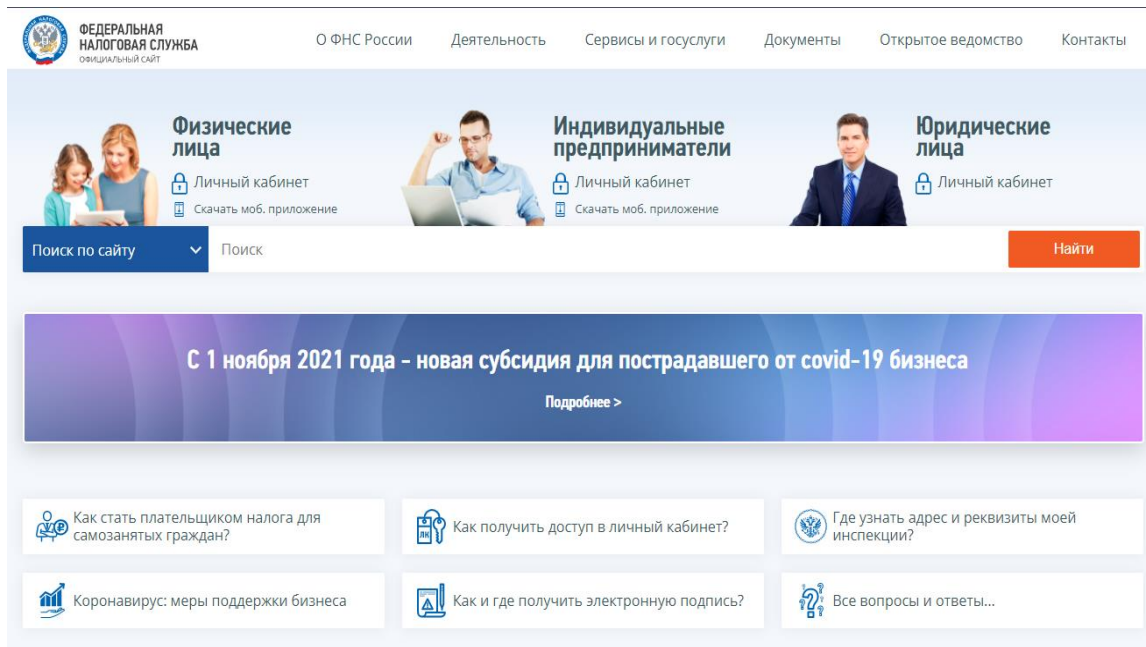 ФЕДЕРАЛЬНАЯ
НАЛОГОВАЯ СЛУЖБА
ОФИЦИАЛЬНЫЙ САЙТ
О ФНС России
Деятельность
Сервисы и госуслуги
Документы
Открытое ведомство
Контакты
Физические
лица
Личный кабинет
Скачать моб. приложение
Индивидуальные
предприниматели
Личный кабинет
Скачать моб. приложение
Юридические
лица
Личный кабинет
Поиск по сайту
Поиск
Найти
С 1 ноября 2021 года – новая субсидия для пострадавшего от covid-19 бизнеса
Подробнее >
Как стать плательщиком налога для
самозанятых граждан?
ЛК
Как получить доступ в личный кабинет?
Где узнать адрес и реквизиты моей
инспекции?
Коронавирус: меры поддержки бизнеса
Как и где получить электронную подпись?
Все вопросы и ответы...